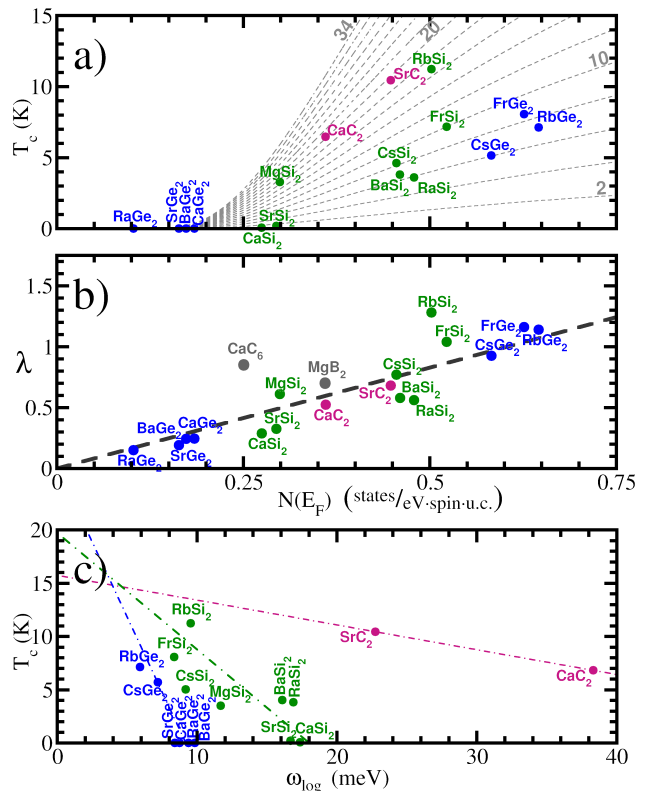 a)
T_c (K)
15
10
5
0
34
20
10
2
RbSi₂
SrC₂
CaC₂
FrSi₂
FrGe₂
RbGe₂
CsGe₂
CsSi₂
BaSi₂
RaSi₂
MgSi₂
SrSi₂
CaSi₂
RaGe₂
SrGe₂
BaGe₂
CaGe₂
b)
λ
1.5
1
0.5
0
RbSi₂
FrSi₂
FrGe₂
RbGe₂
CsGe₂
CaC₆
MgB₂
CsSi₂
MgSi₂
SrC₂
BaSi₂
RaSi₂
CaC₂
SrSi₂
CaSi₂
BaGe₂
CaGe₂
RaGe₂
SrGe₂
0 0.25 0.5 0.75
N(E_F) (states/eV·spin·u.c.)
c)
T_c (K)
20
15
10
5
0
RbSi₂
SrC₂
FrSi₂
RbGe₂
CaC₂
CsSi₂
CsGe₂
MgSi₂
BaSi₂
RaSi₂
SrSi₂
CaSi₂
SrGe₂
CaGe₂
BaGe₂
BaGe₂
0 10 20 30 40
ω_log (meV)